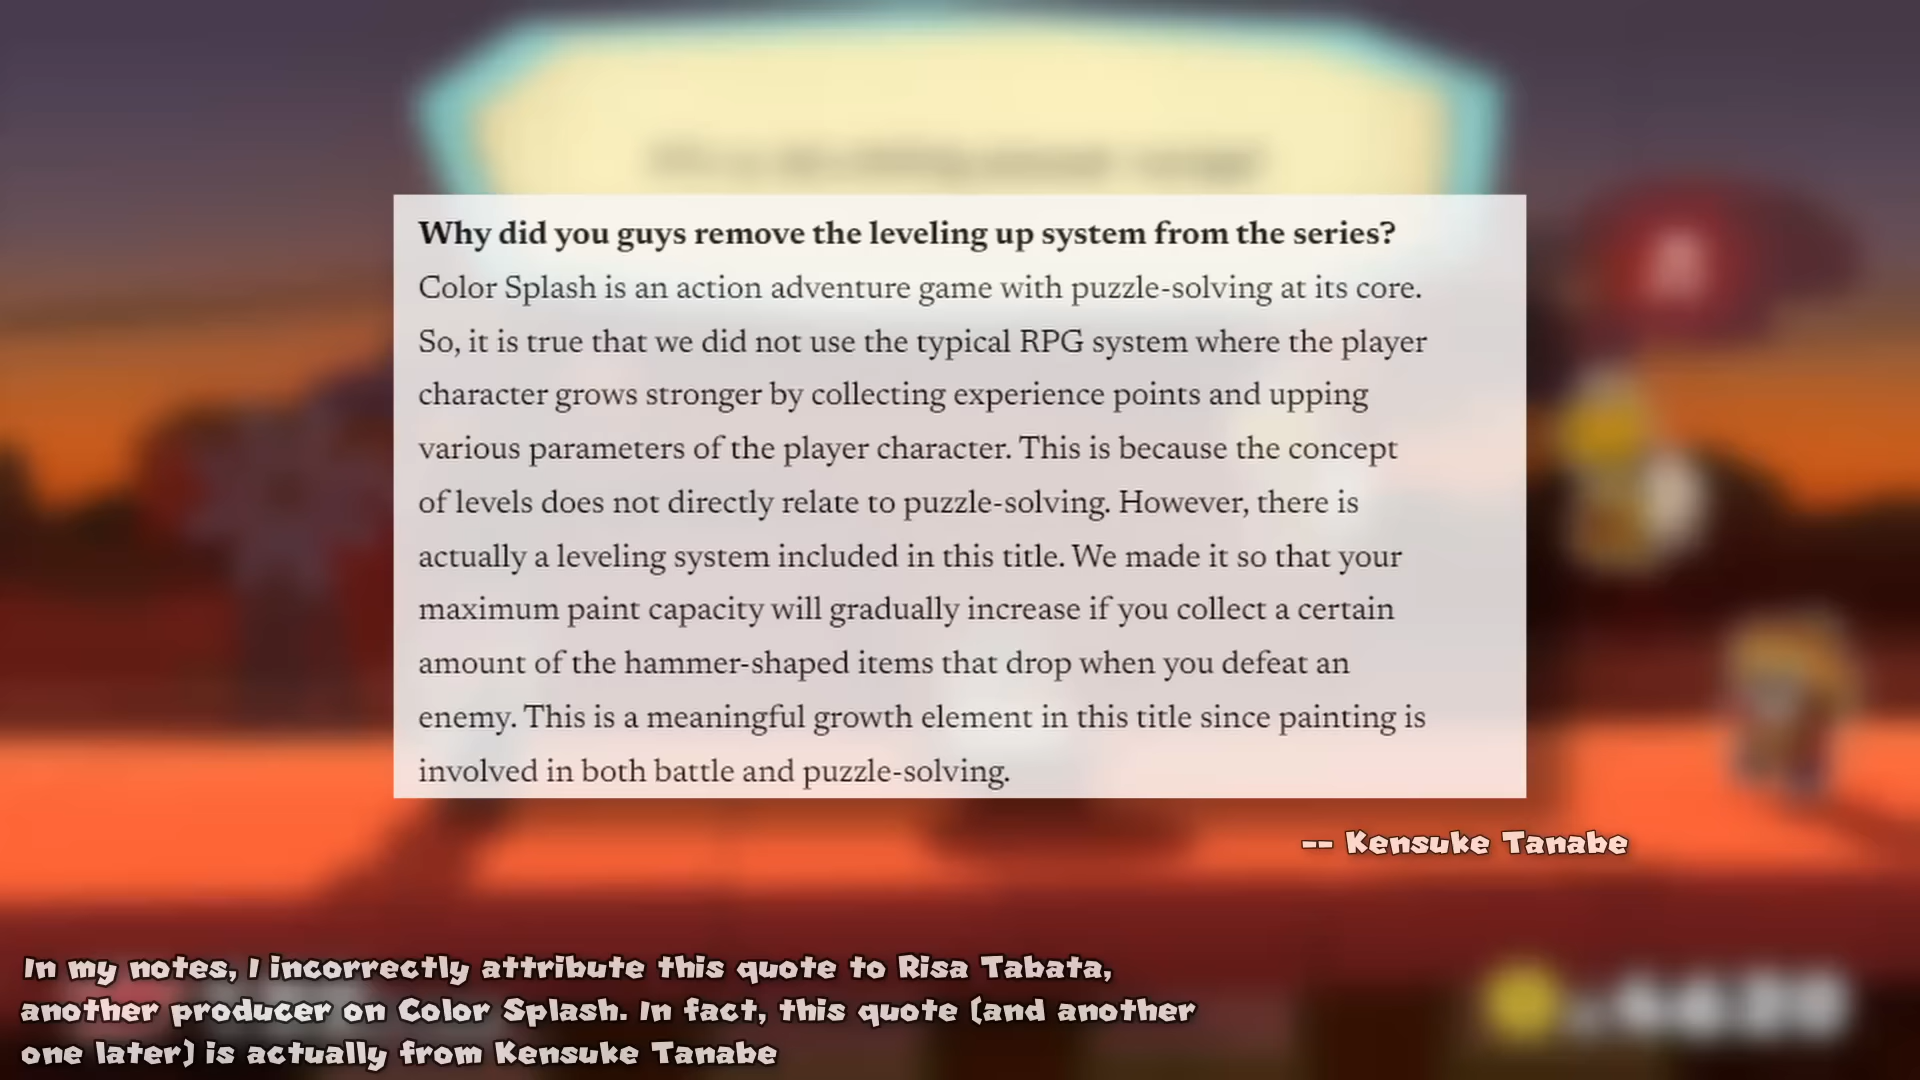 Why did you guys remove the leveling up system from the series?
Color Splash is an action adventure game with puzzle-solving at its core.
So, it is true that we did not use the typical RPG system where the player
character grows stronger by collecting experience points and upping
various parameters of the player character. This is because the concept
of levels does not directly relate to puzzle-solving. However, there is
actually a leveling system included in this title. We made it so that your
maximum paint capacity will gradually increase if you collect a certain
amount of the hammer-shaped items that drop when you defeat an
enemy. This is a meaningful growth element in this title since painting is
involved in both battle and puzzle-solving.
-- Kensuke Tanabe
In my notes, I incorrectly attribute this quote to Risa Tabata,
another producer on Color Splash. In fact, this quote (and another
one later) is actually from Kensuke Tanabe